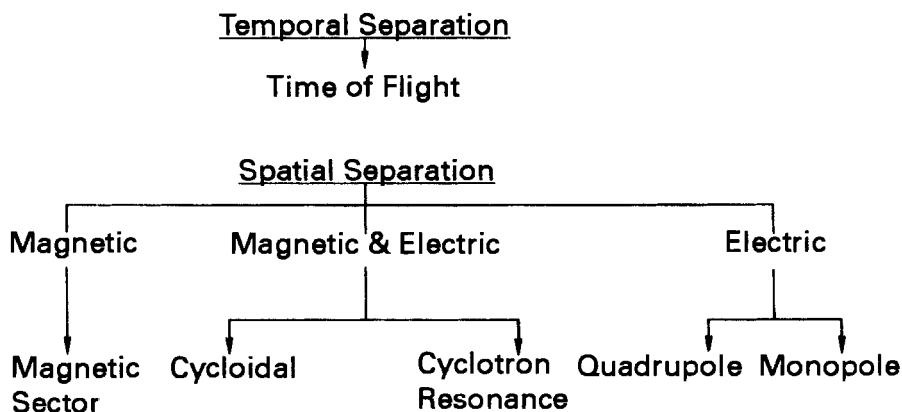 Temporal Separation
Time of Flight
Spatial Separation
Magnetic
Magnetic & Electric
Electric
Magnetic
Sector
Cycloidal
Cyclotron
Resonance
Quadrupole
Monopole